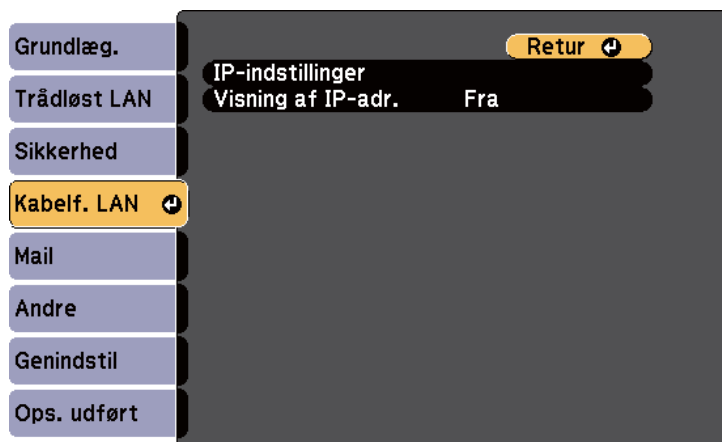 Grundlæg.
Trådløst LAN
Sikkerhed
Kabelf. LAN
Mail
Andre
Genindstil
Ops. udført
Retur
IP-indstillinger
Visning af IP-adr. Fra